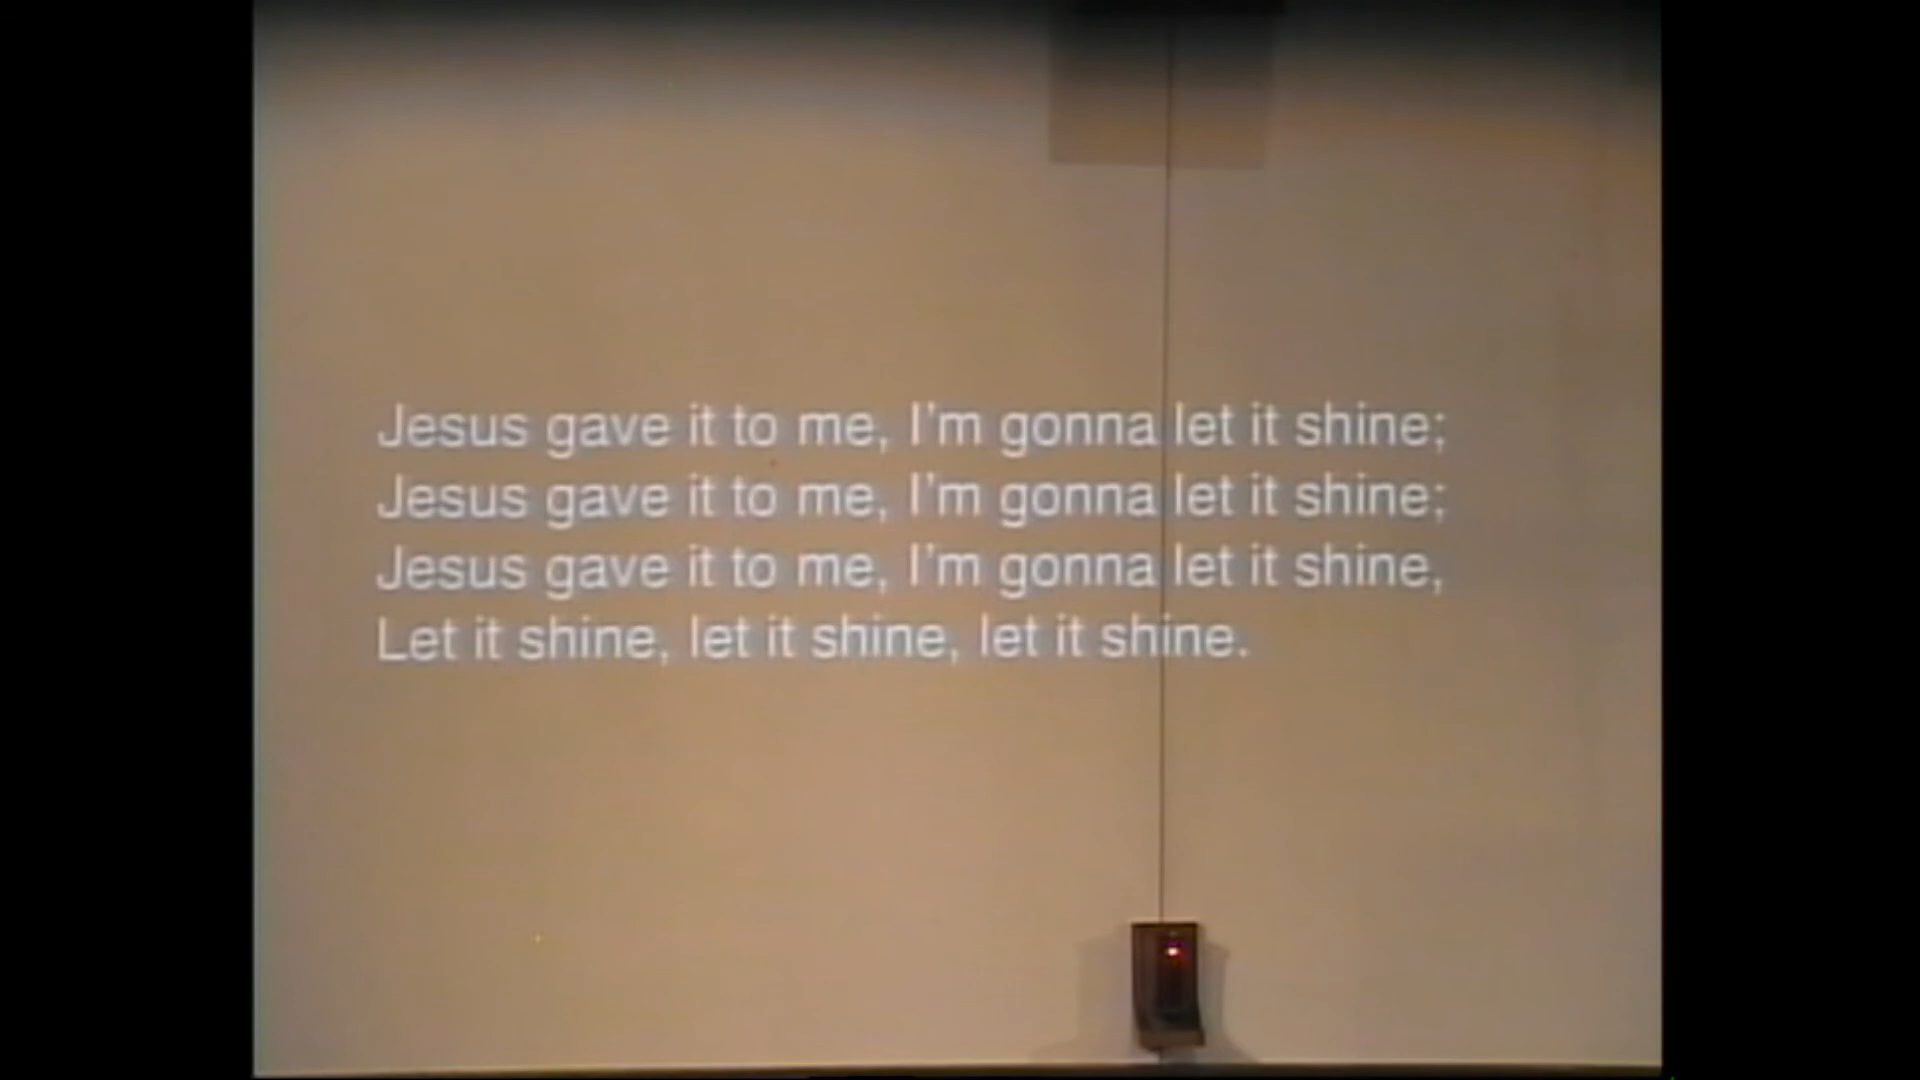 Jesus gave it to me, I'm gonna let it shine;
Jesus gave it to me, I'm gonna let it shine;
Jesus gave it to me, I'm gonna let it shine,
Let it shine, let it shine, let it shine.